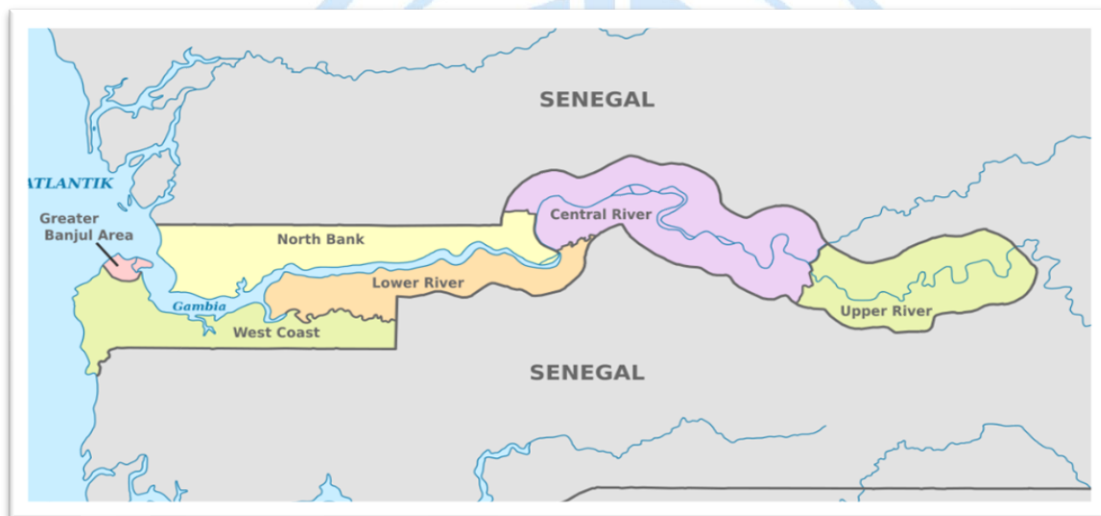 SENEGAL
ATLANTIK
Greater
Banjul Area
North Bank
Central River
Lower River
Gambia
West Coast
Upper River
SENEGAL